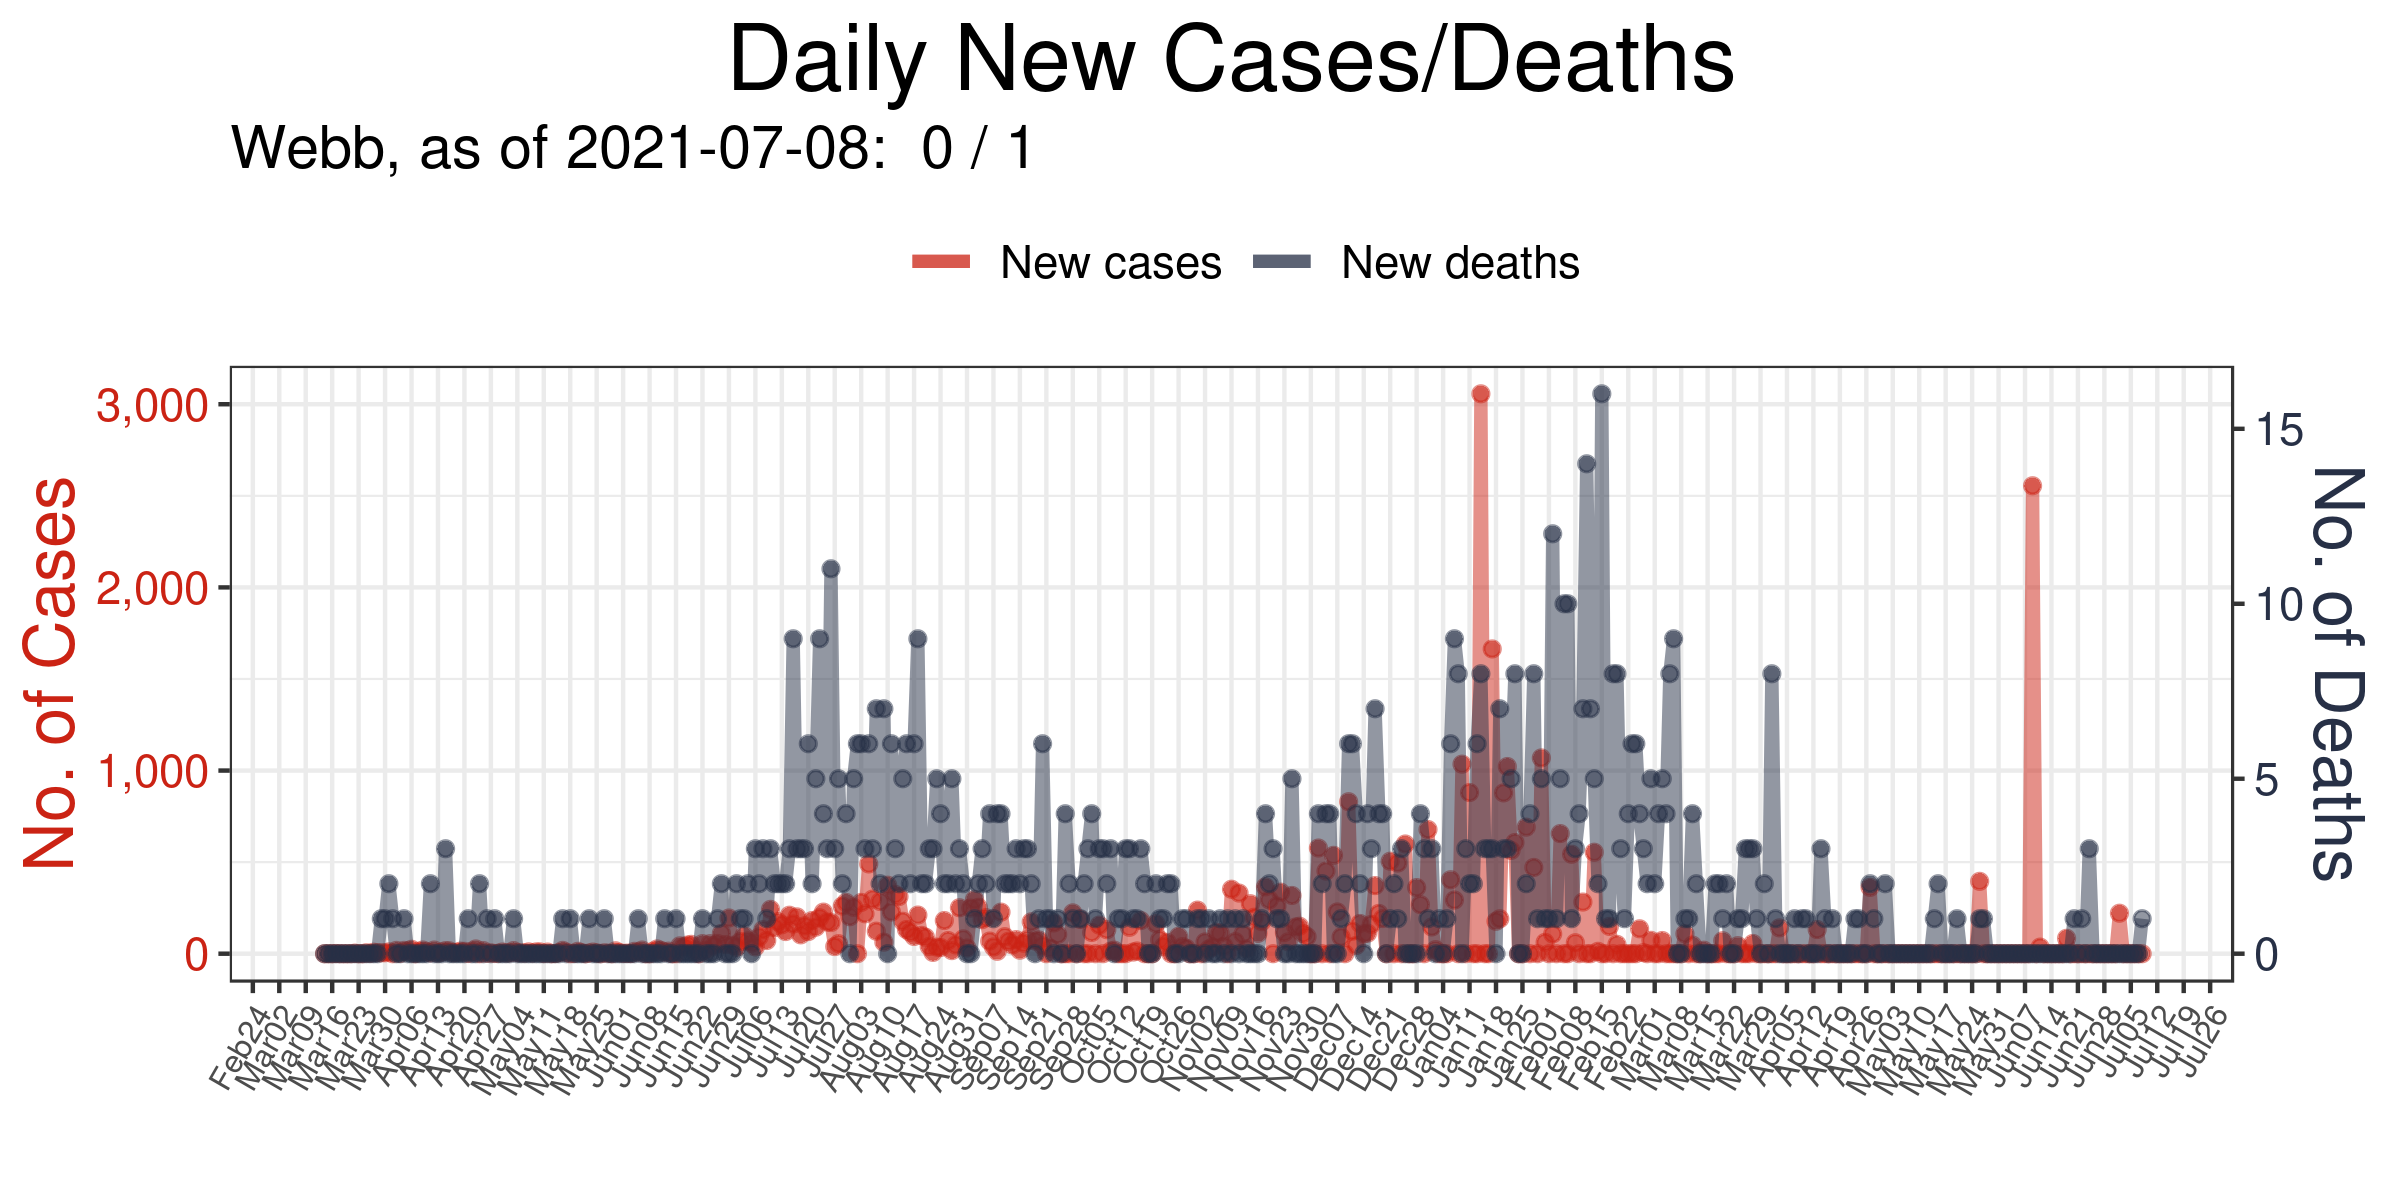 Daily New Cases/Deaths
Webb, as of 2021-07-08:  0 / 1
New cases
New deaths
No. of Cases
3,000
2,000
1,000
0
15
10
5
0
No. of Deaths
Feb24
Mar02
Mar09
Mar16
Mar23
Mar30
Apr06
Apr13
Apr20
Apr27
May04
May11
May18
May25
Jun01
Jun08
Jun15
Jun22
Jun29
Jul06
Jul13
Jul20
Jul27
Aug03
Aug10
Aug17
Aug24
Aug31
Sep07
Sep14
Sep21
Sep28
Oct05
Oct12
Oct19
Oct26
Nov02
Nov09
Nov16
Nov23
Nov30
Dec07
Dec14
Dec21
Dec28
Jan04
Jan11
Jan18
Jan25
Feb01
Feb08
Feb15
Feb22
Mar01
Mar08
Mar15
Mar22
Mar29
Apr05
Apr12
Apr19
Apr26
May03
May10
May17
May24
May31
Jun07
Jun14
Jun21
Jun28
Jul05
Jul12
Jul19
Jul26